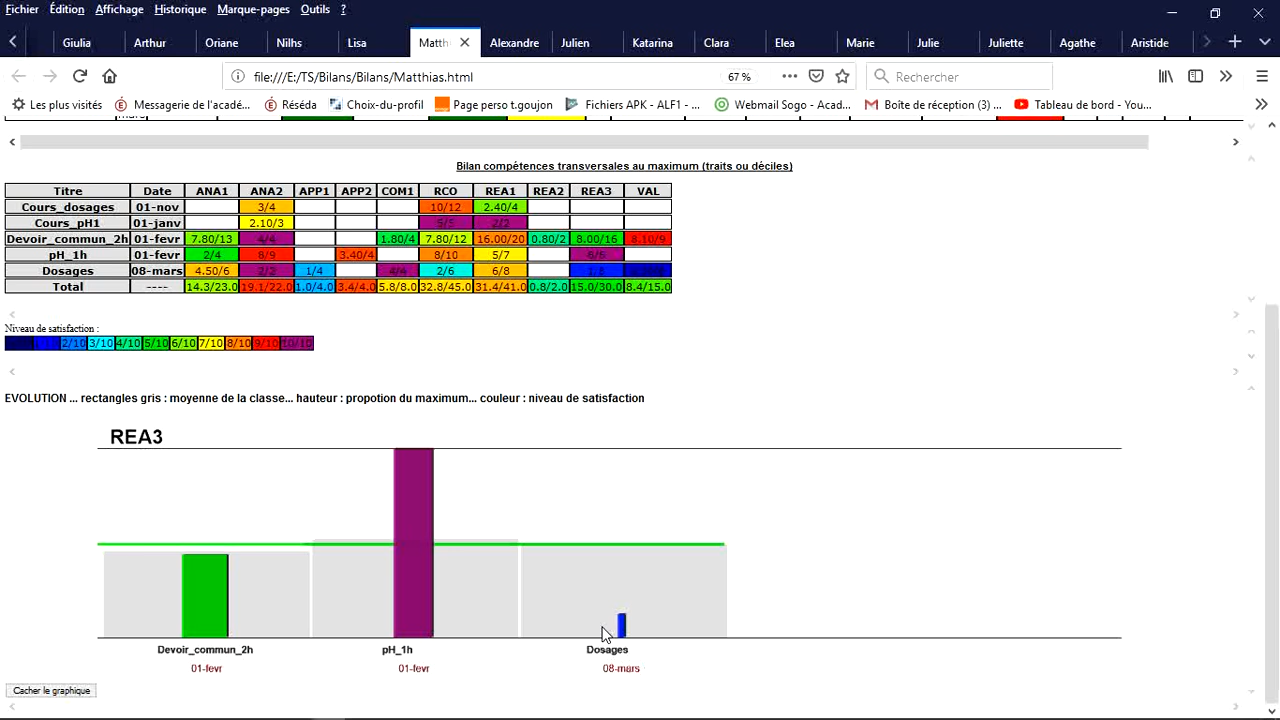 Fichier Édition Affichage Historique Marque-pages Outils ?
Giulia Arthur Oriane Nilhs Lisa Matth Alexandre Julien Katarina Clara Elea Marie Julie Juliette Agathe Aristide
file:///E:/TS/Bilans/Bilans/Matthias.html 67 % Rechercher
Les plus visités Messagerie de l'acadé... Réséda Choix-du-profil Page perso t.goujon Fichiers APK - ALF1 - ... Webmail Sogo - Acad... Boîte de réception (3) ... Tableau de bord - You...
mars
Bilan compétences transversales au maximum (traits ou déciles)
Titre Date ANA1 ANA2 APP1 APP2 COM1 RCO REA1 REA2 REA3 VAL
Cours_dosages 01-nov 3/4 10/12 2.40/4
Cours_pH1 01-janv 2.10/3 5/5 2/2
Devoir_commun_2h 01-fevr 7.80/13 4/4 1.80/4 7.80/12 16.00/20 0.80/2 8.00/16 8.10/9
pH_1h 01-fevr 2/4 8/9 3.40/4 8/10 5/7 6/6
Dosages 08-mars 4.50/6 2/2 1/4 4/4 2/6 6/8
Total ---- 14.3/23.0 19.1/22.0 1.0/4.0 3.4/4.0 5.8/8.0 32.8/45.0 31.4/41.0 0.8/2.0 15.0/30.0 8.4/15.0
Niveau de satisfaction :
2/10 3/10 4/10 5/10 6/10 7/10 8/10 9/10 10/10
EVOLUTION ... rectangles gris : moyenne de la classe... hauteur : propotion du maximum... couleur : niveau de satisfaction
REA3
Devoir_commun_2h pH_1h Dosages
01-fevr 01-fevr 08-mars
Cacher le graphique